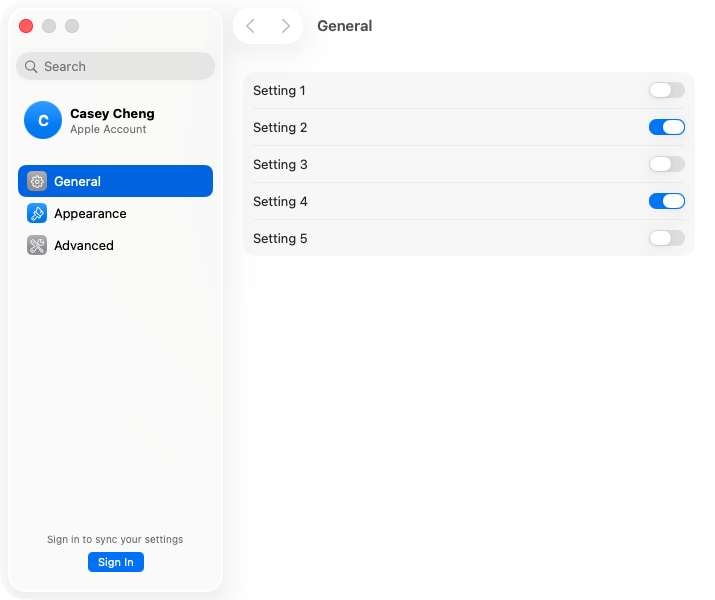 General
Search
C
Casey Cheng
Apple Account
General
Appearance
Advanced
Setting 1
Setting 2
Setting 3
Setting 4
Setting 5
Sign in to sync your settings
Sign In